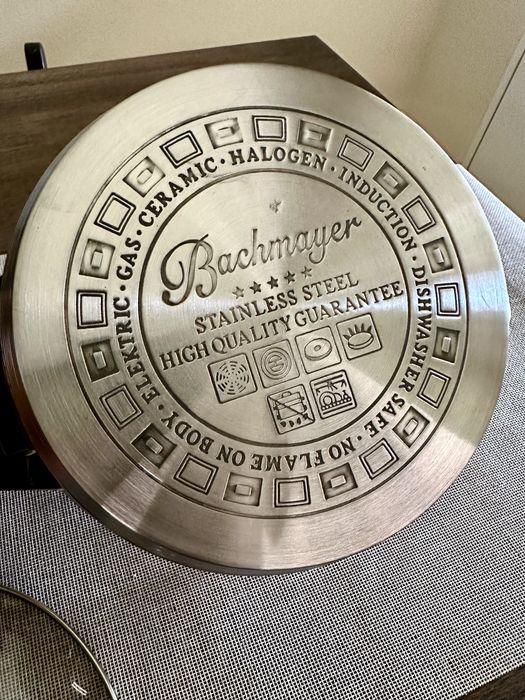 Bachmayer
STAINLESS STEEL
HIGH QUALITY GUARANTEE
ELEKTRIC · GAS · CERAMIC · HALOGEN · INDUCTION · DISHWASHER SAFE · NO FLAME ON BODY ·